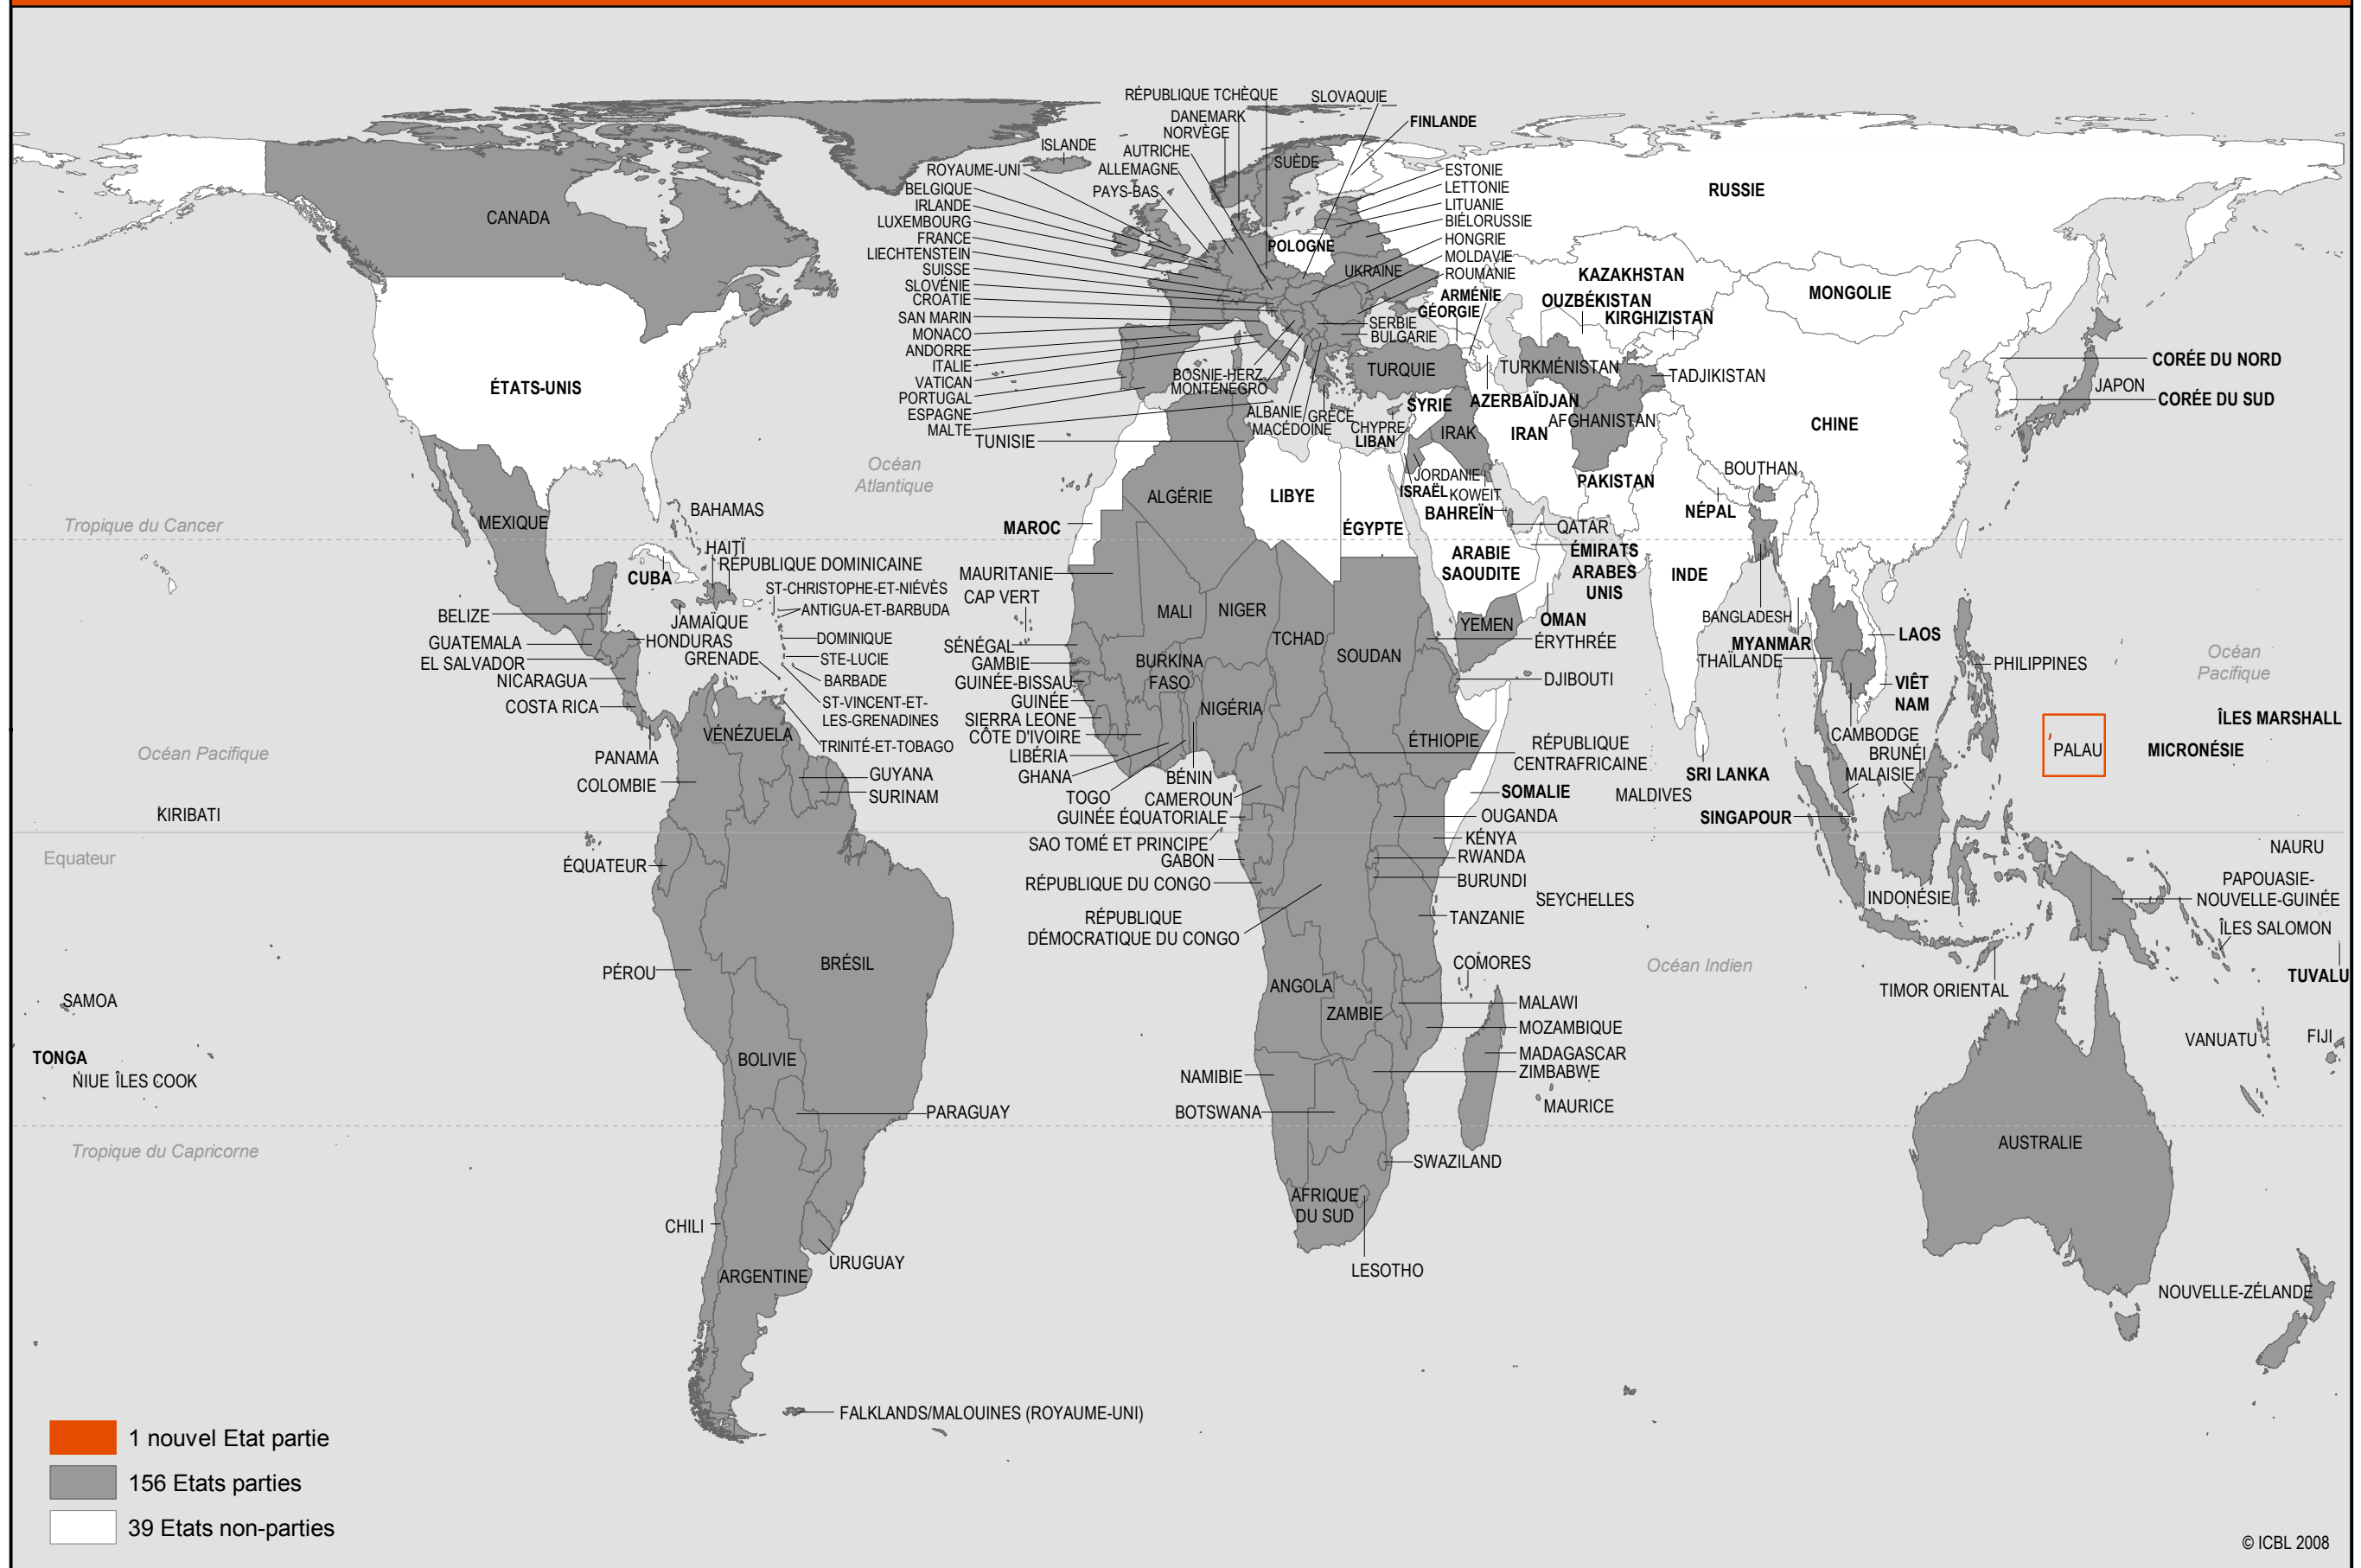 RÉPUBLIQUE TCHÈQUE
SLOVAQUIE
DANEMARK
NORVÈGE
FINLANDE
ISLANDE
AUTRICHE
SUÈDE
ROYAUME-UNI
ALLEMAGNE
ESTONIE
BELGIQUE
PAYS-BAS
LETTONIE
RUSSIE
IRLANDE
LITUANIE
LUXEMBOURG
BIÉLORUSSIE
CANADA
FRANCE
POLOGNE
HONGRIE
LIECHTENSTEIN
MOLDAVIE
SUISSE
UKRAINE
ROUMANIE
KAZAKHSTAN
SLOVÉNIE
ARMÉNIE
MONGOLIE
CROATIE
GÉORGIE
OUZBÉKISTAN
SAN MARIN
SERBIE
KIRGHIZISTAN
MONACO
BULGARIE
ANDORRE
CORÉE DU NORD
ITALIE
TURQUIE
TURKMÉNISTAN
VATICAN
BOSNIE-HERZ.
TADJIKISTAN
ÉTATS-UNIS
MONTÉNÉGRO
JAPON
PORTUGAL
SYRIE
AZERBAÏDJAN
CORÉE DU SUD
ESPAGNE
ALBANIE
GRÈCE
AFGHANISTAN
MALTE
MACÉDOINE
CHYPRE
CHINE
TUNISIE
LIBAN
IRAK
IRAN
Océan
Atlantique
JORDANIE
BOUTHAN
ALGÉRIE
LIBYE
ISRAËL
KOWEIT
PAKISTAN
BAHAMAS
BAHREÏN
NÉPAL
Tropique du Cancer
MEXIQUE
MAROC
ÉGYPTE
QATAR
HAITÏ
RÉPUBLIQUE DOMINICAINE
ARABIE
SAOUDITE
ÉMIRATS
ARABES
UNIS
CUBA
MAURITANIE
INDE
ST-CHRISTOPHE-ET-NIÉVÈS
CAP VERT
BELIZE
ANTIGUA-ET-BARBUDA
MALI
NIGER
JAMAÏQUE
YEMEN
OMAN
BANGLADESH
GUATEMALA
HONDURAS
DOMINIQUE
SÉNÉGAL
TCHAD
ÉRYTHRÉE
MYANMAR
LAOS
EL SALVADOR
GRENADE
STE-LUCIE
GAMBIE
BURKINA
FASO
SOUDAN
THAÏLANDE
PHILIPPINES
Océan
Pacifique
NICARAGUA
BARBADE
GUINÉE-BISSAU
DJIBOUTI
VIÊT
NAM
COSTA RICA
ST-VINCENT-ET-
LES-GRENADINES
GUINÉE
NIGÉRIA
SIERRA LEONE
ÎLES MARSHALL
VÉNÉZUELA
CÔTE D'IVOIRE
ÉTHIOPIE
RÉPUBLIQUE
CENTRAFRICAINE
CAMBODGE
Océan Pacifique
PANAMA
TRINITÉ-ET-TOBAGO
LIBÉRIA
BRUNÉI
PALAU
MICRONÉSIE
COLOMBIE
GUYANA
GHANA
BÉNIN
SRI LANKA
MALAISIE
SURINAM
TOGO
CAMEROUN
SOMALIE
MALDIVES
KIRIBATI
GUINÉE ÉQUATORIALE
OUGANDA
SINGAPOUR
SAO TOMÉ ET PRINCIPE
KÉNYA
Equateur
ÉQUATEUR
GABON
RWANDA
NAURU
RÉPUBLIQUE DU CONGO
BURUNDI
PAPOUASIE-
NOUVELLE-GUINÉE
SEYCHELLES
INDONÉSIE
RÉPUBLIQUE
DÉMOCRATIQUE DU CONGO
TANZANIE
ÎLES SALOMON
PÉROU
BRÉSIL
COMORES
Océan Indien
TUVALU
SAMOA
ANGOLA
TIMOR ORIENTAL
ZAMBIE
MALAWI
MOZAMBIQUE
VANUATU
FIJI
TONGA
BOLIVIE
MADAGASCAR
NIUE
ÎLES COOK
NAMIBIE
ZIMBABWE
PARAGUAY
BOTSWANA
MAURICE
Tropique du Capricorne
AUSTRALIE
SWAZILAND
AFRIQUE
DU SUD
CHILI
URUGUAY
LESOTHO
ARGENTINE
NOUVELLE-ZÉLANDE
FALKLANDS/MALOUINES (ROYAUME-UNI)
1 nouvel Etat partie
156 Etats parties
39 Etats non-parties
© ICBL 2008